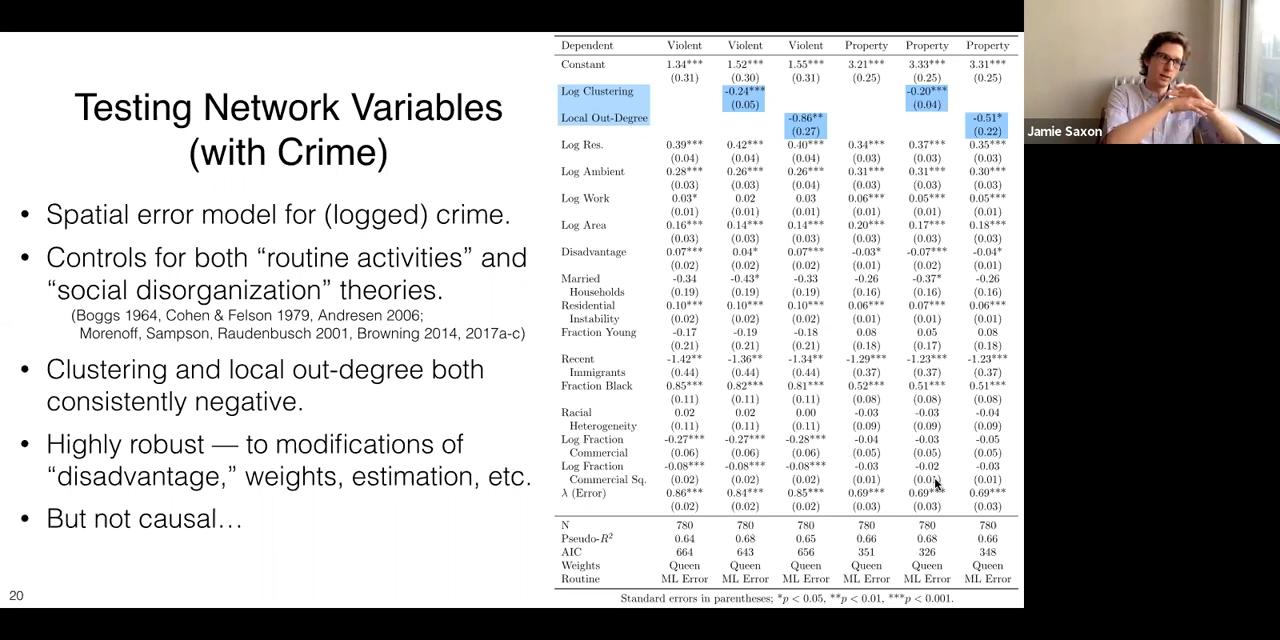 Testing Network Variables
(with Crime)
• Spatial error model for (logged) crime.
• Controls for both “routine activities” and
“social disorganization” theories.
(Boggs 1964, Cohen & Felson 1979, Andresen 2006;
Morenoff, Sampson, Raudenbusch 2001, Browning 2014, 2017a-c)
• Clustering and local out-degree both
consistently negative.
• Highly robust — to modifications of
“disadvantage,” weights, estimation, etc.
• But not causal…
20
Dependent Violent Violent Violent Property Property Property
Constant 1.34*** 1.52*** 1.55*** 3.21*** 3.33*** 3.31***
(0.31) (0.30) (0.31) (0.25) (0.25) (0.25)
Log Clustering -0.24*** -0.20***
(0.05) (0.04)
Local Out-Degree -0.86** -0.51*
(0.27) (0.22)
Log Res. 0.39*** 0.42*** 0.40*** 0.34*** 0.37*** 0.35***
(0.04) (0.04) (0.04) (0.03) (0.03) (0.03)
Log Ambient 0.28*** 0.26*** 0.26*** 0.31*** 0.31*** 0.30***
(0.03) (0.03) (0.04) (0.03) (0.03) (0.03)
Log Work 0.03* 0.02 0.03 0.06*** 0.05*** 0.05***
(0.01) (0.01) (0.01) (0.01) (0.01) (0.01)
Log Area 0.16*** 0.14*** 0.14*** 0.20*** 0.17*** 0.18***
(0.03) (0.03) (0.03) (0.03) (0.03) (0.03)
Disadvantage 0.07*** 0.04* 0.07*** -0.03* -0.07*** -0.04*
(0.02) (0.02) (0.02) (0.01) (0.02) (0.01)
Married -0.34 -0.43* -0.33 -0.26 -0.37* -0.26
Households (0.19) (0.19) (0.19) (0.16) (0.16) (0.16)
Residential 0.10*** 0.10*** 0.10*** 0.06*** 0.07*** 0.06***
Instability (0.02) (0.02) (0.02) (0.01) (0.01) (0.01)
Fraction Young -0.17 -0.19 -0.18 0.08 0.05 0.08
(0.21) (0.21) (0.21) (0.18) (0.17) (0.18)
Recent -1.42** -1.36** -1.34** -1.29*** -1.23*** -1.23***
Immigrants (0.44) (0.44) (0.44) (0.37) (0.37) (0.37)
Fraction Black 0.85*** 0.82*** 0.81*** 0.52*** 0.51*** 0.51***
(0.11) (0.11) (0.11) (0.08) (0.08) (0.08)
Racial 0.02 0.02 0.00 -0.03 -0.03 -0.04
Heterogeneity (0.11) (0.11) (0.11) (0.09) (0.09) (0.09)
Log Fraction -0.27*** -0.27*** -0.28*** -0.04 -0.03 -0.05
Commercial (0.06) (0.06) (0.06) (0.05) (0.05) (0.05)
Log Fraction -0.08*** -0.08*** -0.08*** -0.03 -0.02 -0.03
Commercial Sq. (0.02) (0.02) (0.02) (0.01) (0.01)
λ (Error) 0.86*** 0.84*** 0.85*** 0.69*** 0.69*** 0.69***
(0.02) (0.02) (0.02) (0.03) (0.03) (0.03)
N 780 780 780 780 780 780
Pseudo-R² 0.64 0.68 0.65 0.66 0.68 0.66
AIC 664 643 656 351 326 348
Weights Queen Queen Queen Queen Queen Queen
Routine ML Error ML Error ML Error ML Error ML Error ML Error
Standard errors in parentheses; *p < 0.05, **p < 0.01, ***p < 0.001.
Jamie Saxon